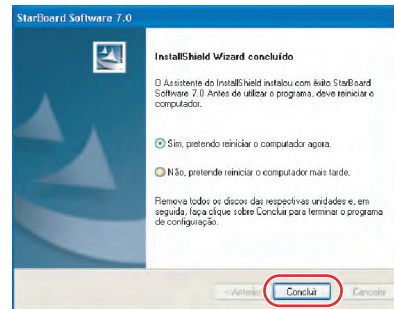 StarBoard Software 7.0
InstallShield Wizard concluído
O Assistente do InstallShield instalou com êxito StarBoard
Software 7.0 Antes de utilizar o programa, deve reiniciar o
computador.
Sim, pretendo reiniciar o computador agora.
Não, pretende reiniciar o computador mais tarde.
Remova todos os discos das respectivas unidades e, em
seguida, faça clique sobre Concluir para terminar o programa
de configuração.
<Anterior
Concluir
Cancelar